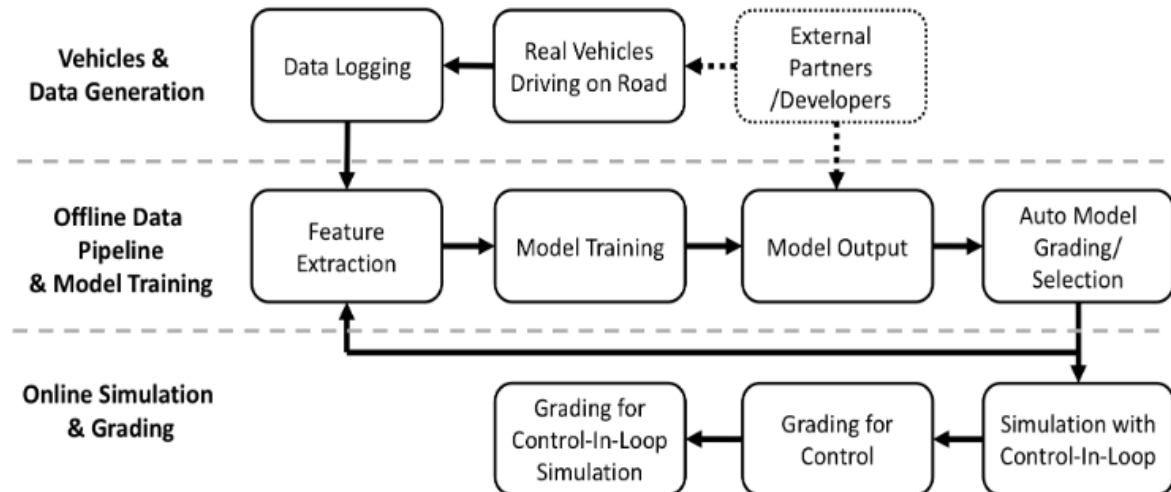 Vehicles &
Data Generation
Data Logging
Real Vehicles
Driving on Road
External
Partners
/Developers
Offline Data
Pipeline
& Model Training
Feature
Extraction
Model Training
Model Output
Auto Model
Grading/
Selection
Online Simulation
& Grading
Grading for
Control-In-Loop
Simulation
Grading for
Control
Simulation with
Control-In-Loop